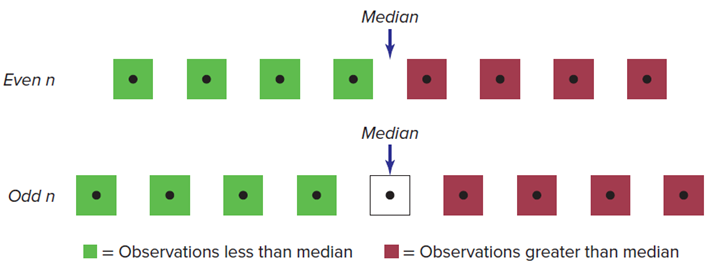 Median
Even n
Median
Odd n
= Observations less than median
= Observations greater than median